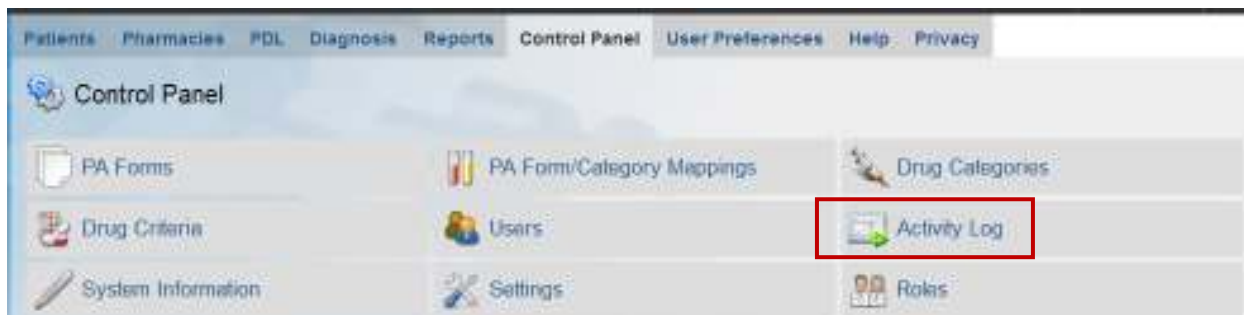 Patients Pharmacies PDL Diagnosis Reports Control Panel User Preferences Help Privacy
Control Panel
PA Forms PA Form/Category Mappings Drug Categories
Drug Criteria Users Activity Log
System Information Settings Roles